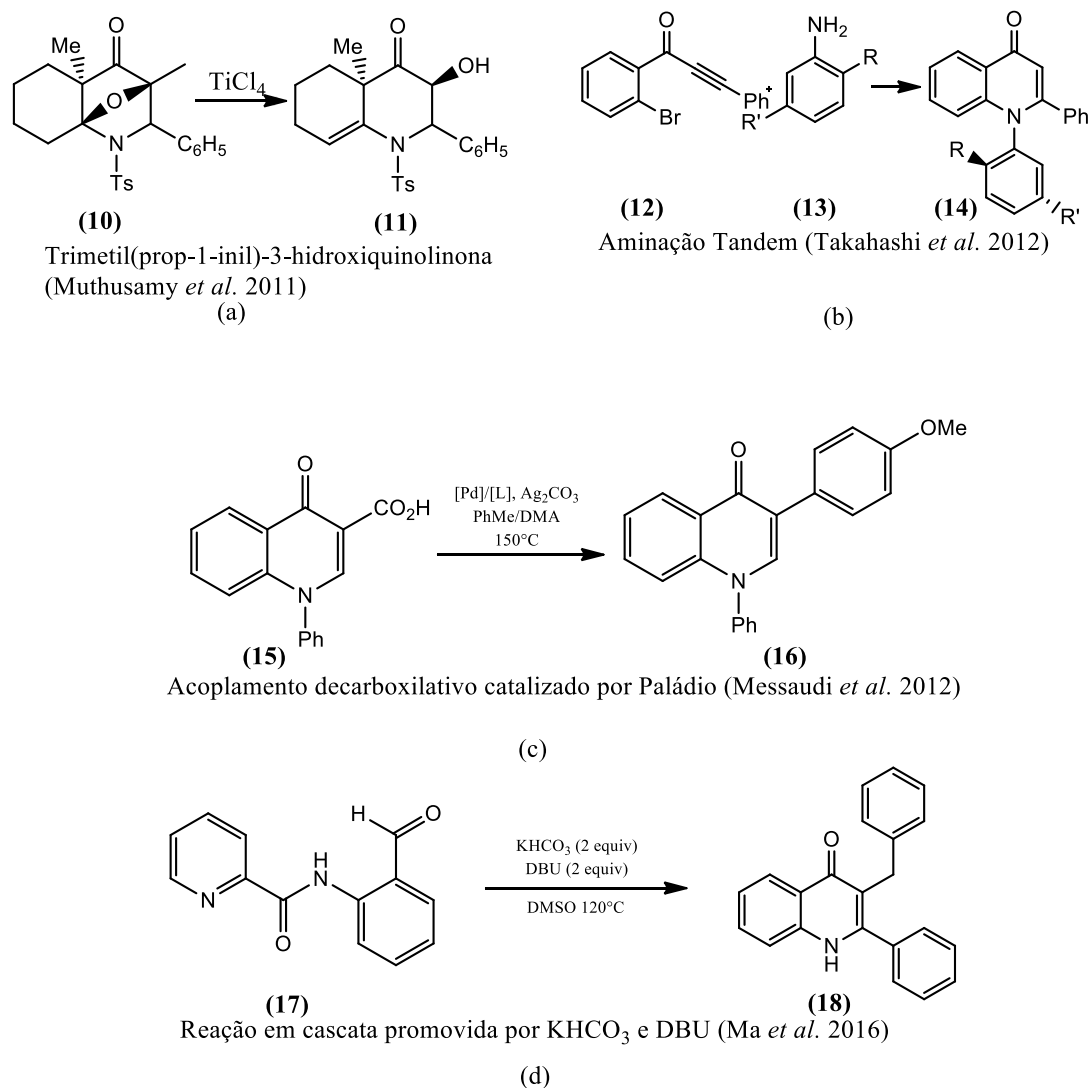 Me
O
O
N
Ts
C6H5
(10)
TiCl4
Me
O
OH
N
Ts
C6H5
(11)
Trimetil(prop-1-inil)-3-hidroxiquinolinona
(Muthusamy et al. 2011)
(a)
O
Br
Ph
+
(12)
NH2
R
R'
(13)
O
N
Ph
R
R'
(14)
Aminação Tandem (Takahashi et al. 2012)
(b)
O
CO2H
N
Ph
(15)
[Pd]/[L], Ag2CO3
PhMe/DMA
150°C
O
OMe
N
Ph
(16)
Acoplamento decarboxilativo catalizado por Paládio (Messaudi et al. 2012)
(c)
H
O
H
N
N
O
(17)
KHCO3 (2 equiv)
DBU (2 equiv)
DMSO 120°C
O
N
H
(18)
Reação em cascata promovida por KHCO3 e DBU (Ma et al. 2016)
(d)